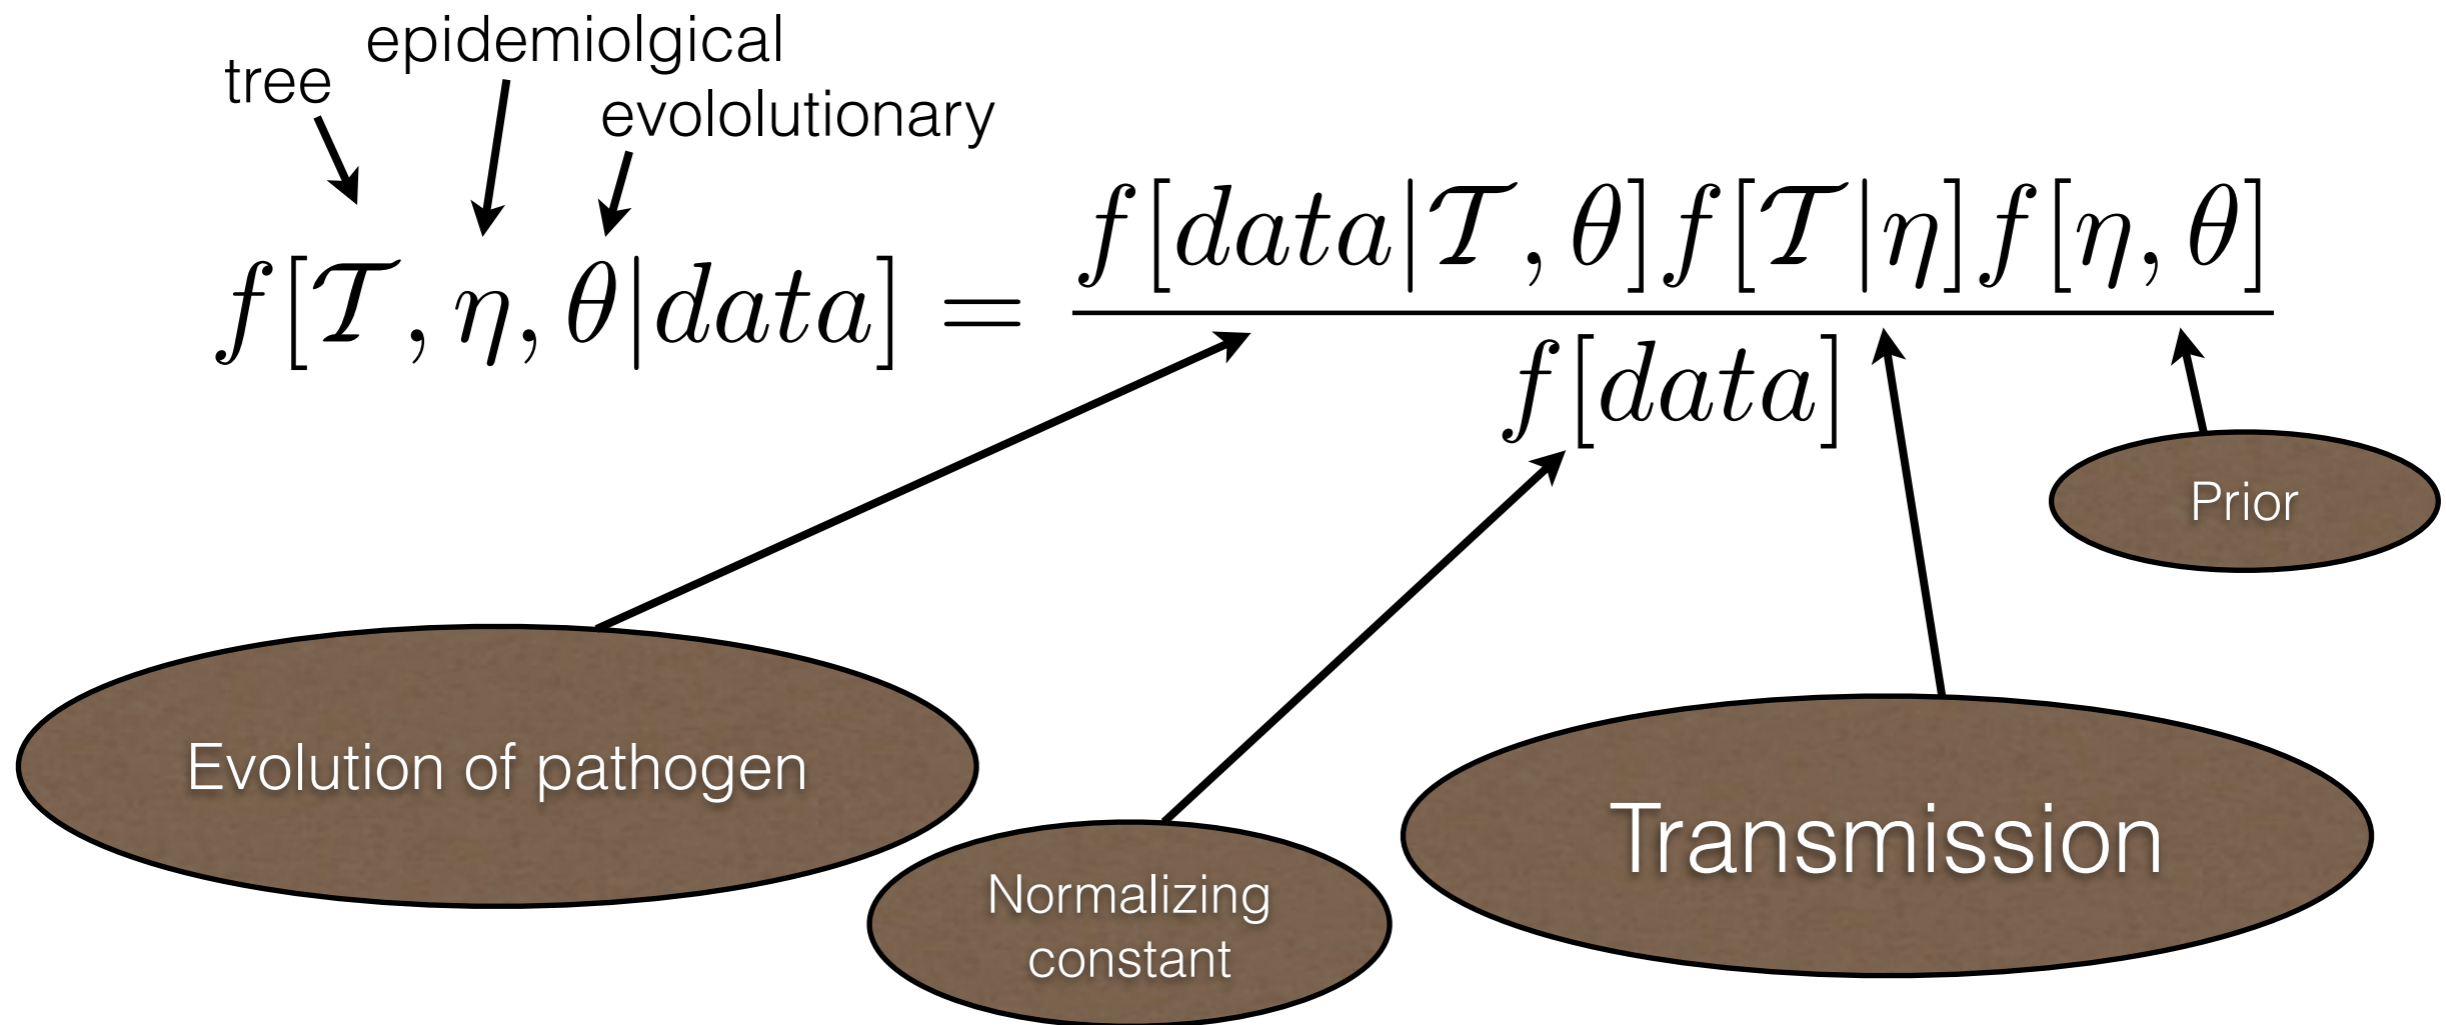 epidemiolgical
tree
evololutionary
f[𝒯, η, θ|data] = f[data|𝒯, θ]f[𝒯|η]f[η, θ]
f[data]
Prior
Evolution of pathogen
Transmission
Normalizing
constant